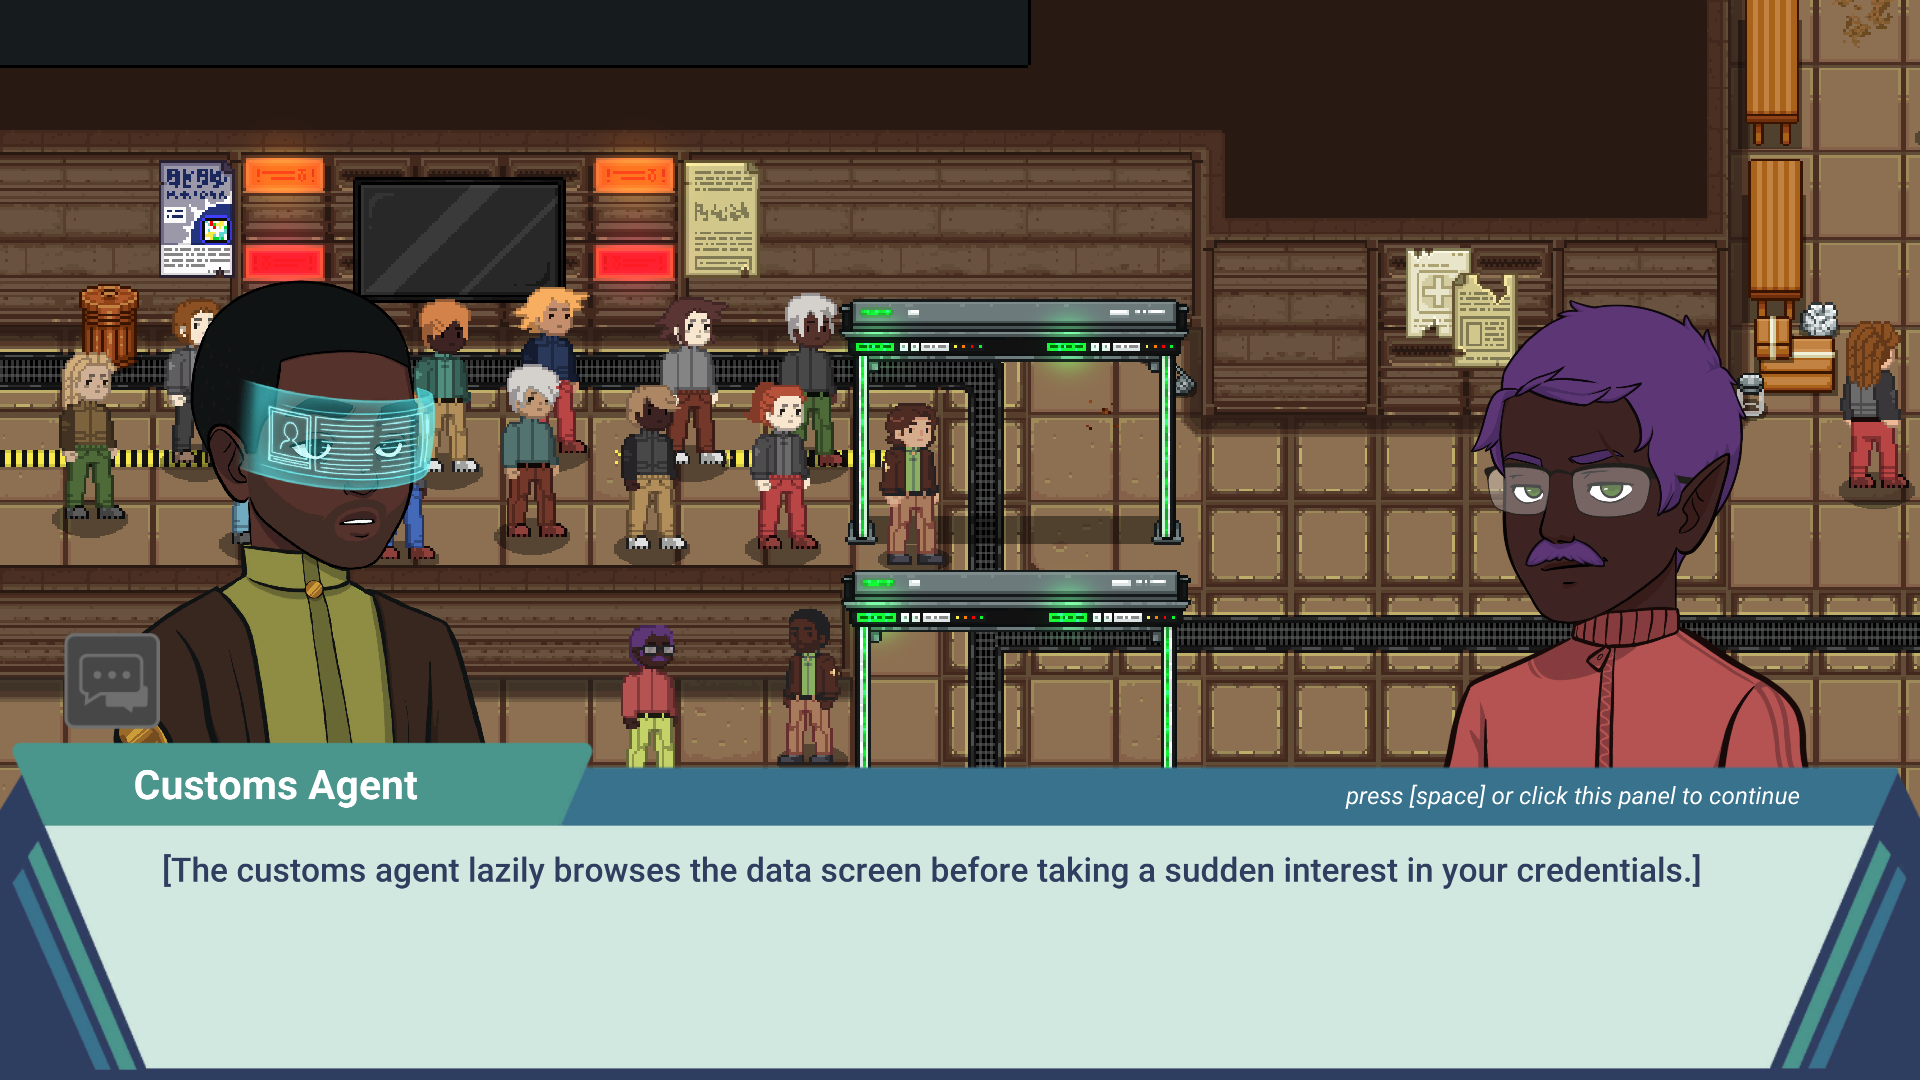 Customs Agent
press [space] or click this panel to continue
[The customs agent lazily browses the data screen before taking a sudden interest in your credentials.]